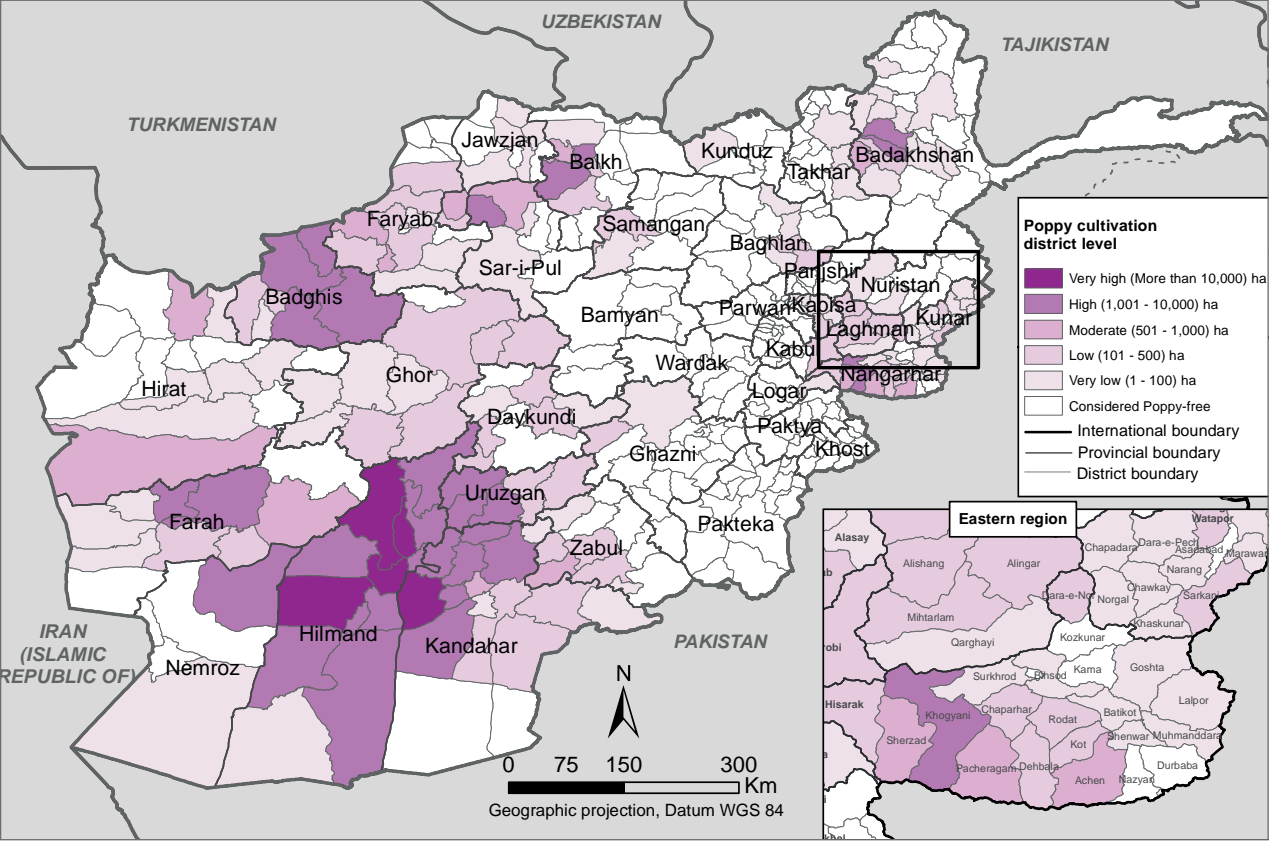 UZBEKISTAN
TAJIKISTAN
TURKMENISTAN
Jawzjan
Balkh
Kunduz
Takhar
Badakhshan
Faryab
Samangan
Baghlan
Sar-i-Pul
Panjshir
Nuristan
Badghis
Bamyan
Parwan
Kapisa
Laghman
Kunar
Kabu
Wardak
Nangarhar
Hirat
Ghor
Logar
Daykundi
Paktya
Khost
Ghazni
Uruzgan
Farah
Pakteka
Zabul
Hilmand
Kandahar
Nemroz
IRAN
(ISLAMIC
REPUBLIC OF)
PAKISTAN
N
0 75 150 300
Km
Geographic projection, Datum WGS 84
Poppy cultivation
district level
Very high (More than 10,000) ha
High (1,001 - 10,000) ha
Moderate (501 - 1,000) ha
Low (101 - 500) ha
Very low (1 - 100) ha
Considered Poppy-free
International boundary
Provincial boundary
District boundary
Eastern region
Watapor
Alasay
Chapadara
Dara-e-Pech
Asadabad
Marawar
Alishang
Alingar
Narang
Chawkay
Dara-e-Nor
Norgal
Sarkani
Mihtarlam
Khaskunar
Qarghayi
Kozkunar
Surkhrod
Bihsod
Kama
Goshta
Hisarak
Khogyani
Chaparhar
Rodat
Batikot
Lalpor
Sherzad
Kot
Shenwar
Muhmanddara
Pacheragam
Dehbala
Achen
Nazyan
Durbaba